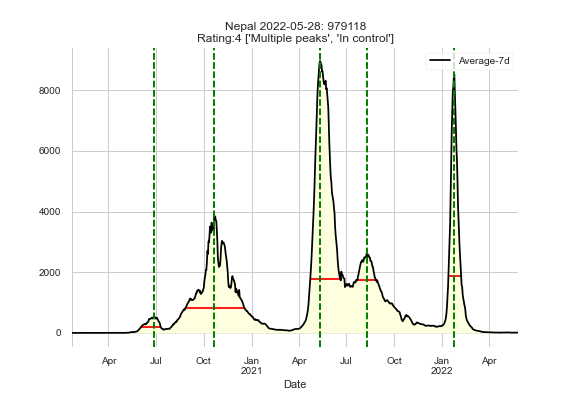 Nepal 2022-05-28: 979118
Rating:4 ['Multiple peaks', 'In control']
Average-7d
8000
6000
4000
2000
0
Apr Jul Oct Jan Apr Jul Oct Jan Apr
2021 2022
Date